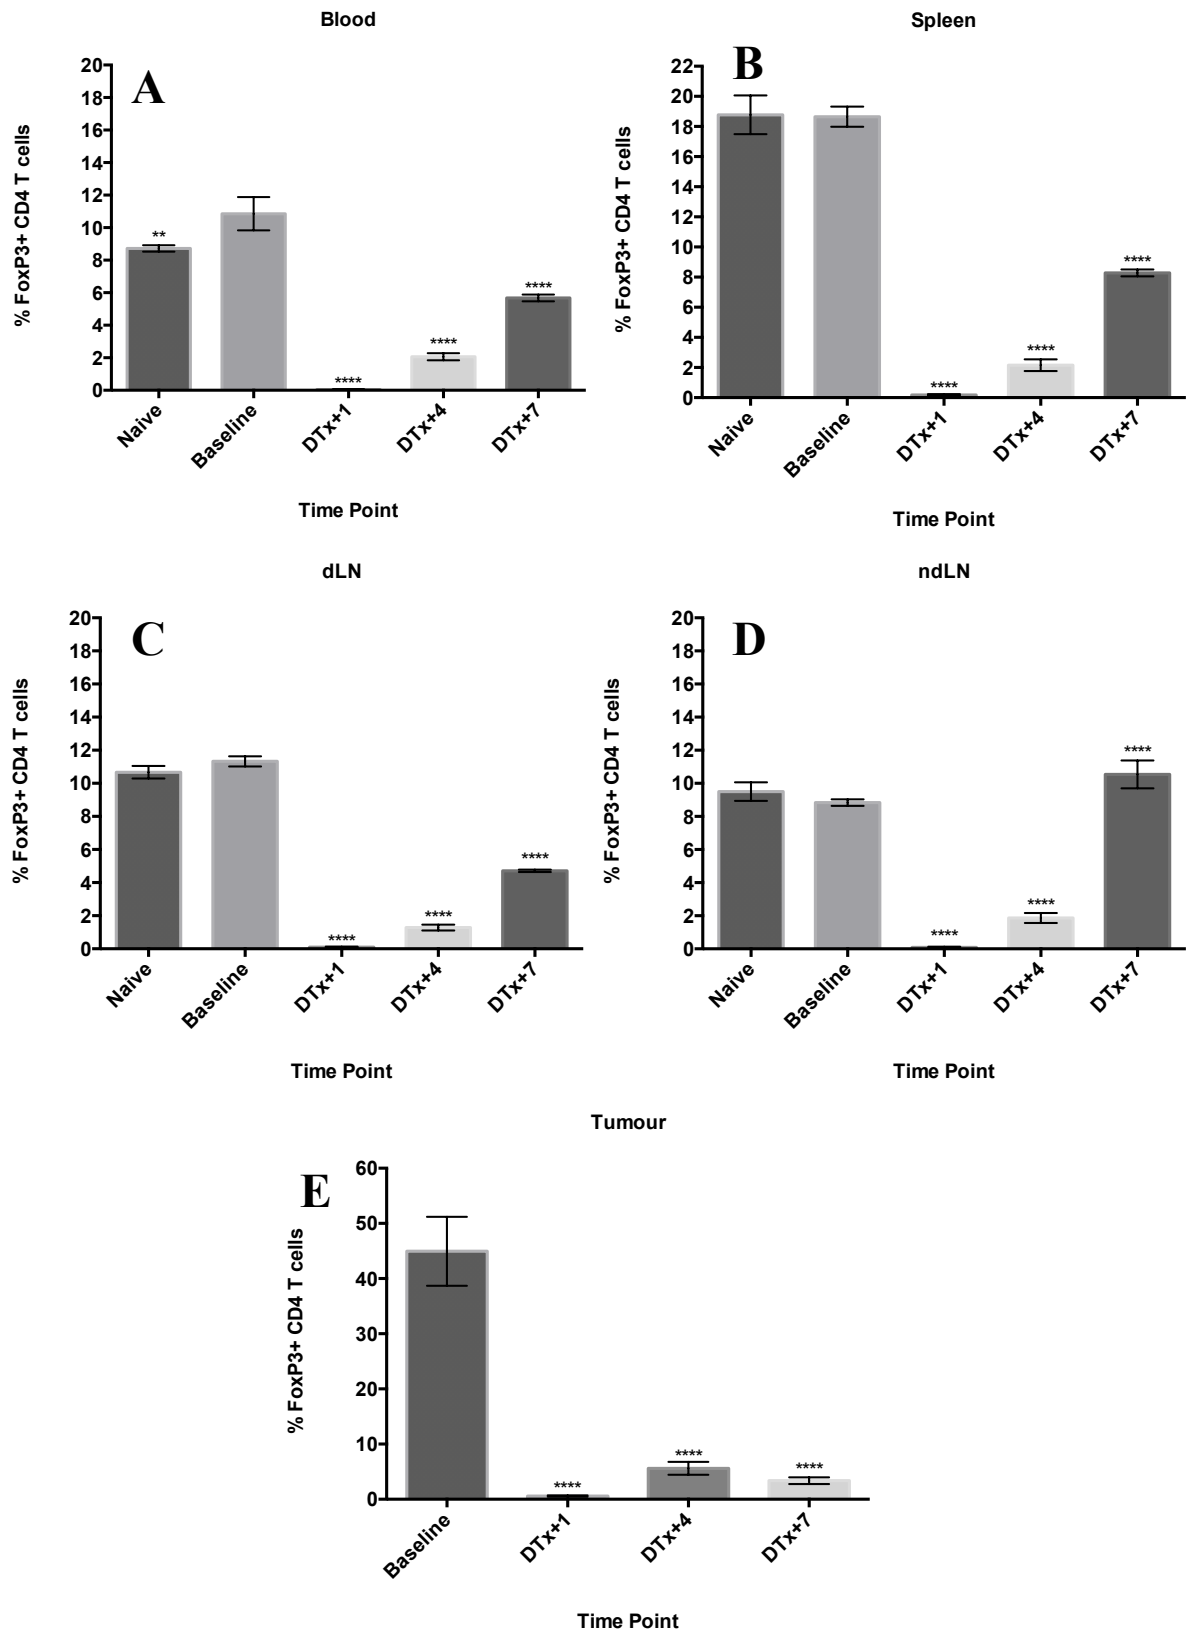 Blood
A
% FoxP3+ CD4 T cells
20
18
16
14
12
10
8
6
4
2
0
**
****
****
****
Naive
Baseline
DTx+1
DTx+4
DTx+7
Time Point
Spleen
B
% FoxP3+ CD4 T cells
22
20
18
16
14
12
10
8
6
4
2
0
****
****
****
Naive
Baseline
DTx+1
DTx+4
DTx+7
Time Point
dLN
C
% FoxP3+ CD4 T cells
20
18
16
14
12
10
8
6
4
2
0
****
****
****
Naive
Baseline
DTx+1
DTx+4
DTx+7
Time Point
ndLN
D
% FoxP3+ CD4 T cells
20
18
16
14
12
10
8
6
4
2
0
****
****
****
Naive
Baseline
DTx+1
DTx+4
DTx+7
Time Point
Tumour
E
% FoxP3+ CD4 T cells
60
50
40
30
20
10
0
****
****
****
Baseline
DTx+1
DTx+4
DTx+7
Time Point